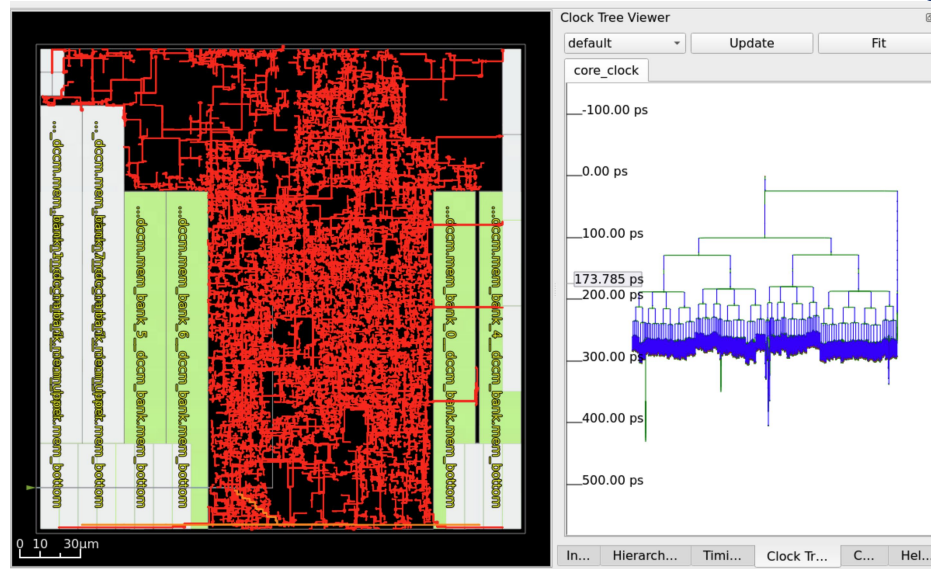 Clock Tree Viewer
default
Update
Fit
core_clock
-100.00 ps
0.00 ps
100.00 ps
173.785 ps
200.00 ps
300.00 ps
400.00 ps
500.00 ps
...dccm.mem_bank_5__dccm_bank.mem_bottom
...dccm.mem_bank_6__dccm_bank.mem_bottom
...dccm.mem_bank_0__dccm_bank.mem_bottom
...dccm.mem_bank_4__dccm_bank.mem_bottom
0 10 30μm
In...
Hierarch...
Timi...
Clock Tr...
C...
Hel...